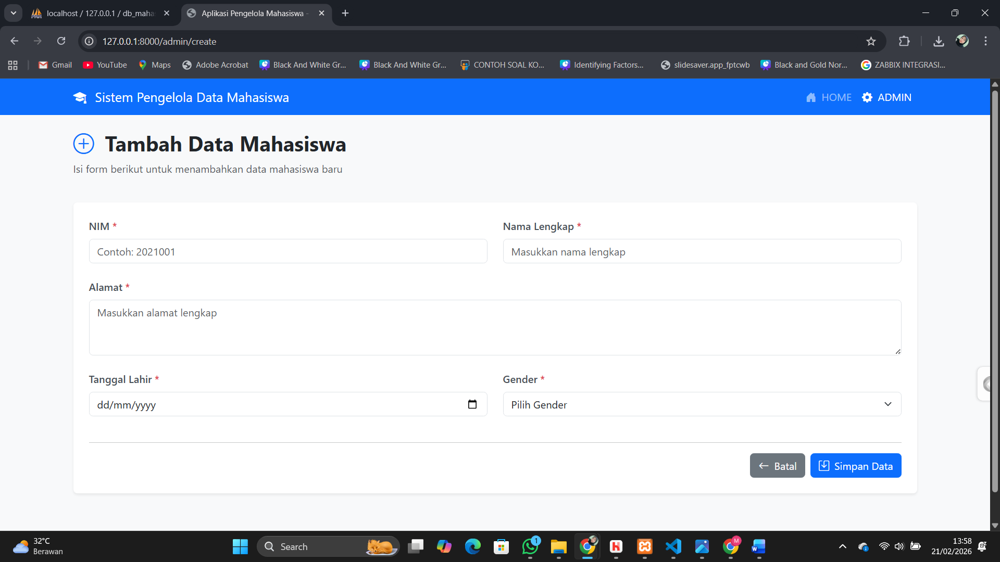 localhost / 127.0.0.1 / db_maha
Aplikasi Pengelola Mahasiswa -
127.0.0.1:8000/admin/create
Gmail
YouTube
Maps
Adobe Acrobat
Black And White Gr...
Black And White Gr...
CONTOH SOAL KO...
Identifying Factors...
slidesaver.app_fptcwb
Black and Gold Nor...
ZABBIX INTEGRASI...
Sistem Pengelola Data Mahasiswa
HOME
ADMIN
Tambah Data Mahasiswa
Isi form berikut untuk menambahkan data mahasiswa baru
NIM *
Nama Lengkap *
Contoh: 2021001
Masukkan nama lengkap
Alamat *
Masukkan alamat lengkap
Tanggal Lahir *
Gender *
dd/mm/yyyy
Pilih Gender
Batal
Simpan Data
32°C
Berawan
Search
1
M
13:58
21/02/2026